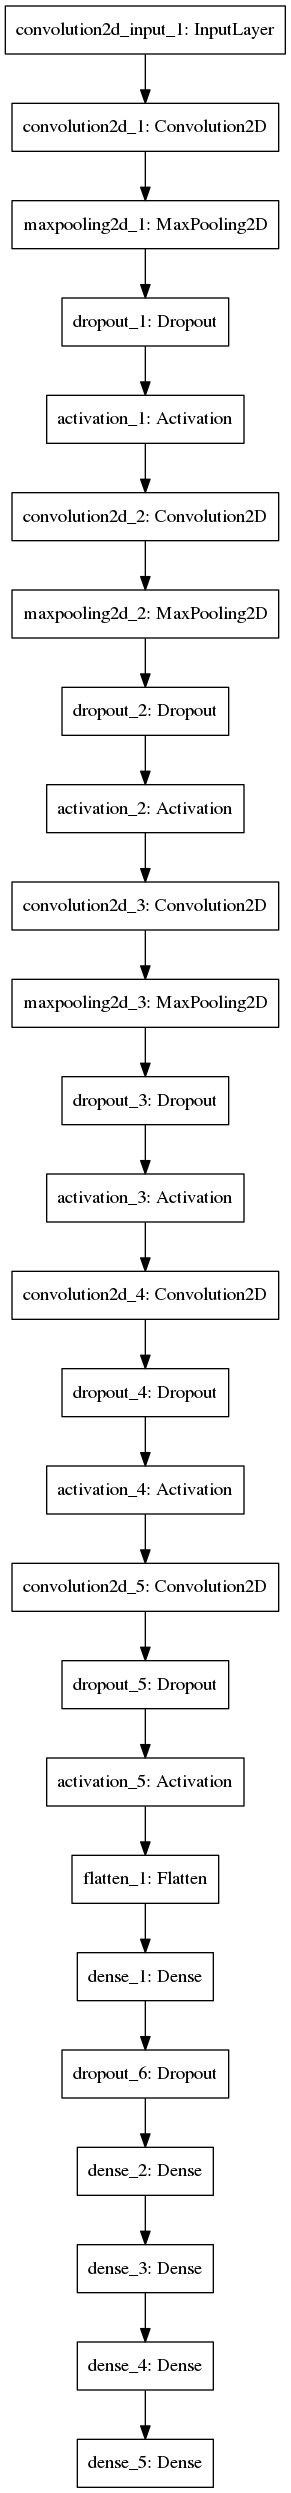 convolution2d_input_1: InputLayer
convolution2d_1: Convolution2D
maxpooling2d_1: MaxPooling2D
dropout_1: Dropout
activation_1: Activation
convolution2d_2: Convolution2D
maxpooling2d_2: MaxPooling2D
dropout_2: Dropout
activation_2: Activation
convolution2d_3: Convolution2D
maxpooling2d_3: MaxPooling2D
dropout_3: Dropout
activation_3: Activation
convolution2d_4: Convolution2D
dropout_4: Dropout
activation_4: Activation
convolution2d_5: Convolution2D
dropout_5: Dropout
activation_5: Activation
flatten_1: Flatten
dense_1: Dense
dropout_6: Dropout
dense_2: Dense
dense_3: Dense
dense_4: Dense
dense_5: Dense